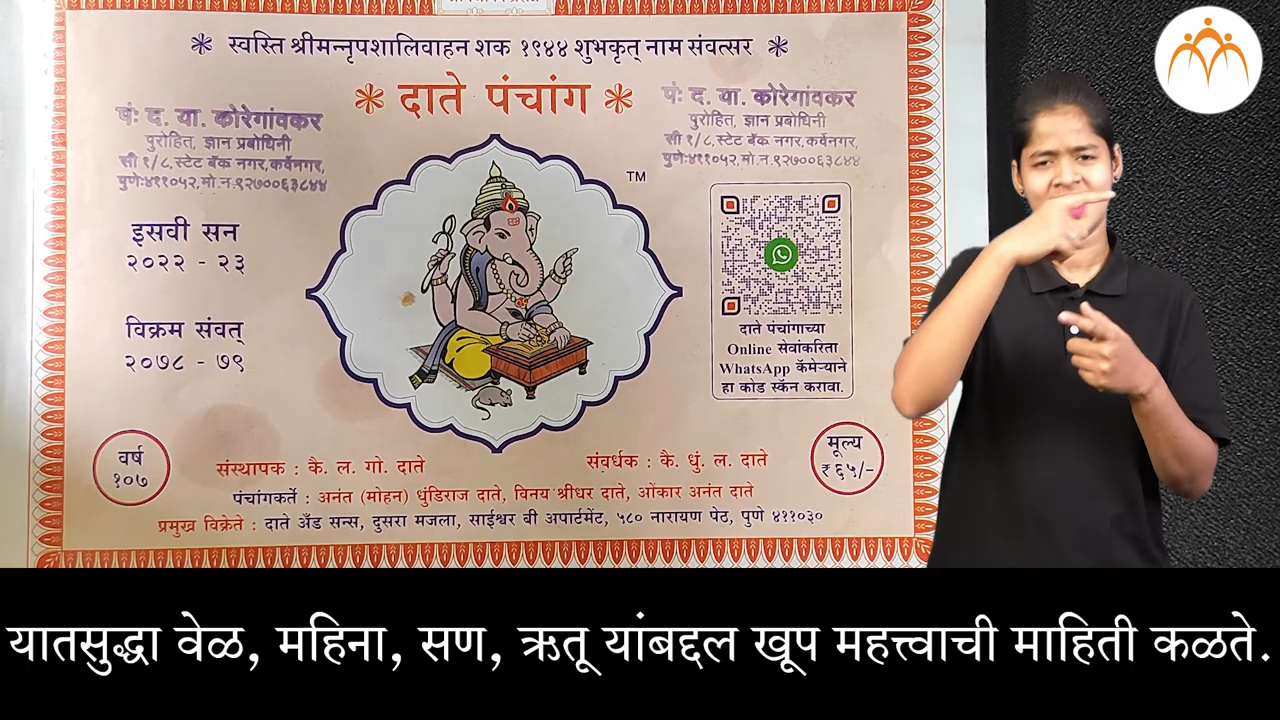 ❋ स्वस्ति श्रीमन्नृपशालिवाहन शक १९४४ शुभकृत् नाम संवत्सर ❋
❋ दाते पंचांग ❋
पं. द. या. कोरेगांवकर
पुरोहित, ज्ञान प्रबोधिनी
सी १/८, स्टेट बॅंक नगर, कर्वेनगर,
पुणे:४११०५२, मो.न.९२७००६३८४४
पं. द. या. कोरेगांवकर
पुरोहित, ज्ञान प्रबोधिनी
सी १/८, स्टेट बॅंक नगर, कर्वेनगर,
पुणे:४११०५२, मो.न.९२७००६३८४४
TM
इसवी सन
२०२२ - २३
विक्रम संवत्
२०७८ - ७९
दाते पंचांगाच्या
Online सेवांकरिता
WhatsApp कॅमेऱ्याने
हा कोड स्कॅन करावा.
वर्ष
१०७
मूल्य
₹ ६५/-
संस्थापक : कै. ल. गो. दाते
संवर्धक : कै. धुं. ल. दाते
पंचांगकर्ते : अनंत (मोहन) धुंडिराज दाते, विनय श्रीधर दाते, ओंकार अनंत दाते
प्रमुख विक्रेते : दाते अँड सन्स, दुसरा मजला, साईश्वर बी अपार्टमेंट, ५८० नारायण पेठ, पुणे ४११०३०
यातसुद्धा वेळ, महिना, सण, ऋतू यांबद्दल खूप महत्त्वाची माहिती कळते.